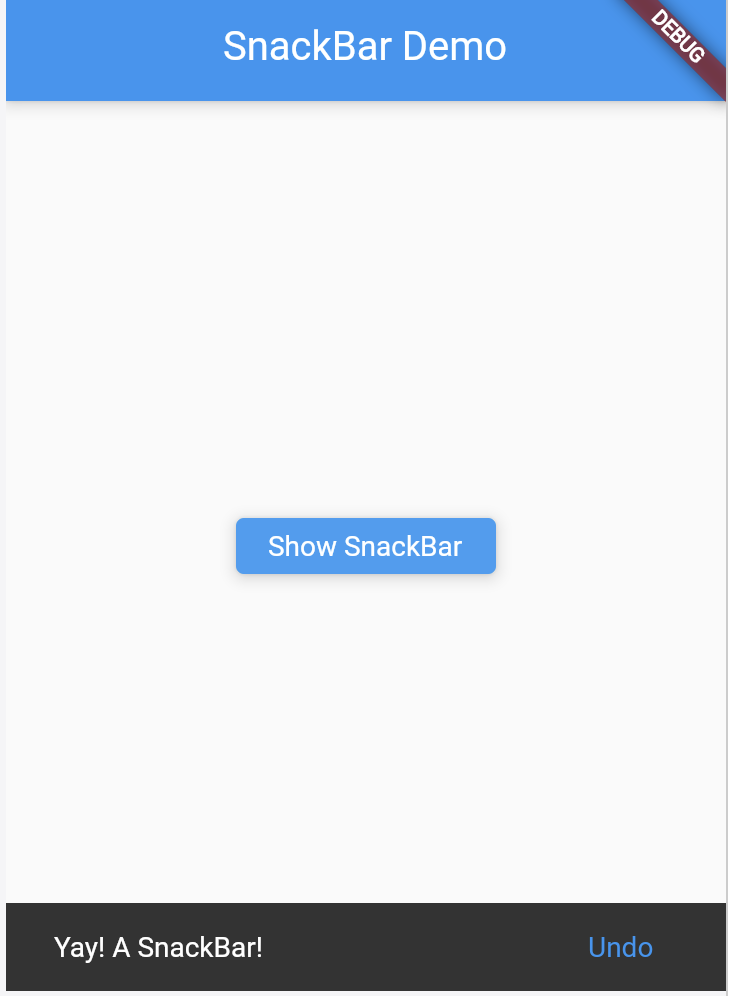 SnackBar Demo
DEBUG
Show SnackBar
Yay! A SnackBar!
Undo